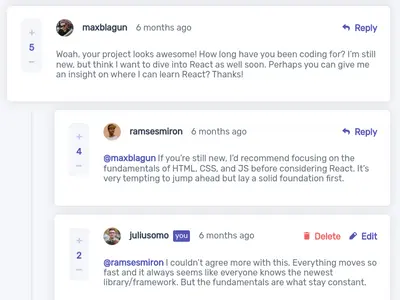 +
5
−
maxblagun 6 months ago Reply
Woah, your project looks awesome! How long have you been coding for? I'm still
new, but think I want to dive into React as well soon. Perhaps you can give me
an insight on where I can learn React? Thanks!
+
4
−
ramsesmiron 6 months ago Reply
@maxblagun If you're still new, I'd recommend focusing on the
fundamentals of HTML, CSS, and JS before considering React. It's
very tempting to jump ahead but lay a solid foundation first.
+
2
−
juliusomo you 6 months ago Delete Edit
@ramsesmiron I couldn't agree more with this. Everything moves so
fast and it always seems like everyone knows the newest
library/framework. But the fundamentals are what stay constant.